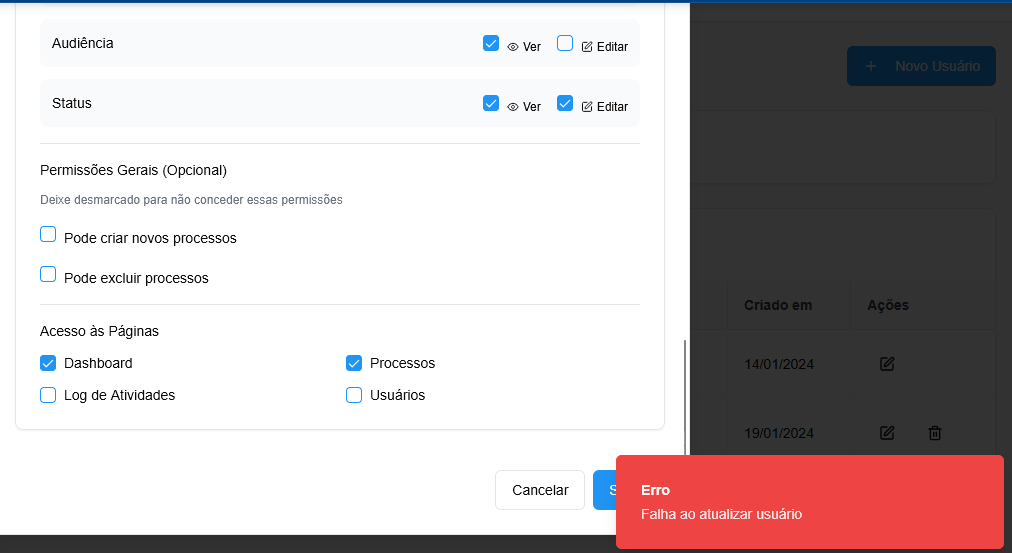 Audiência Ver Editar
Novo Usuário
Status Ver Editar
Permissões Gerais (Opcional)
Deixe desmarcado para não conceder essas permissões
Pode criar novos processos
Pode excluir processos
Criado em Ações
Acesso às Páginas
Dashboard Processos
14/01/2024
Log de Atividades Usuários
19/01/2024
Cancelar
Erro
Falha ao atualizar usuário